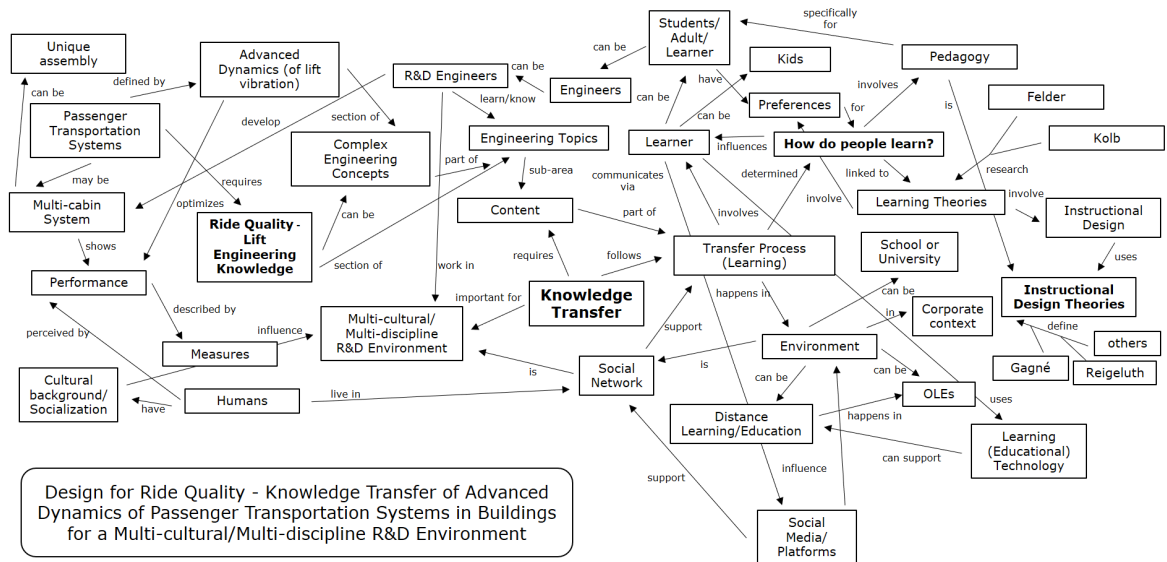 specifically
for
Students/
Adult/
Learner
Unique
assembly
Advanced
Dynamics (of lift
vibration)
can be
Pedagogy
Kids
defined by
can be
R&D Engineers
have
involves
can be
Engineers
is
Felder
learn/know
Preferences
for
can be
Passenger
Transportation
Systems
develop
section of
can be
Engineering Topics
Kolb
Complex
Engineering
Concepts
Learner
influences
How do people learn?
part of
research
may be
requires
sub-area
communicates
via
determined
linked to
involve
involve
Multi-cabin
System
optimizes
can be
Content
Learning Theories
Instructional
Design
part of
involves
Ride Quality -
Lift
Engineering
Knowledge
School or
University
shows
requires
follows
Transfer Process
(Learning)
uses
section of
work in
Performance
Knowledge
Transfer
happens in
can be
Instructional
Design Theories
important for
in
Corporate
context
described by
Multi-cultural/
Multi-discipline
R&D Environment
perceived by
influence
support
define
Environment
others
Measures
is
can be
can be
Gagné
Reigeluth
is
Social
Network
Cultural
background/
Socialization
Humans
live in
OLEs
uses
have
Distance
Learning/Education
happens in
Learning
(Educational)
Technology
can support
support
influence
Design for Ride Quality - Knowledge Transfer of Advanced
Dynamics of Passenger Transportation Systems in Buildings
for a Multi-cultural/Multi-discipline R&D Environment
Social
Media/
Platforms